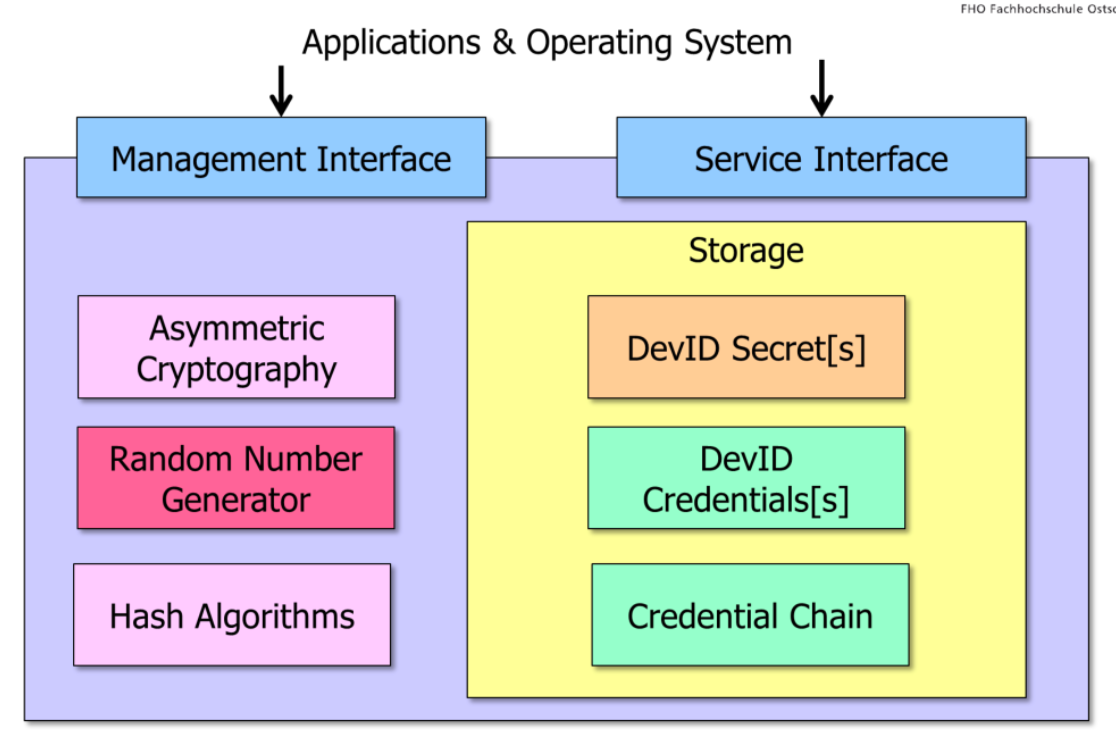 FHO Fachhochschule
Applications & Operating System
Management Interface
Service Interface
Storage
Asymmetric
Cryptography
DevID Secret[s]
Random Number
Generator
DevID
Credentials[s]
Hash Algorithms
Credential Chain